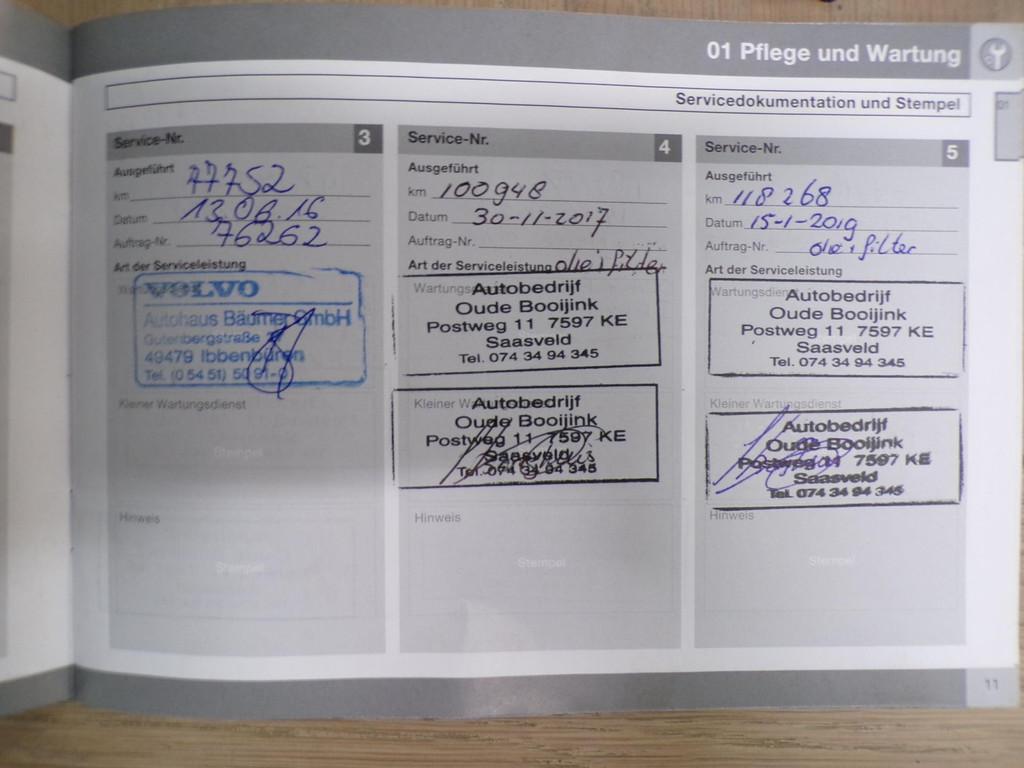 01 Pflege und Wartung
Servicedokumentation und Stempel
01
Service-Nr. 3
Ausgeführt
km 77752
Datum 13.06.16
Auftrag-Nr. 76262
Art der Serviceleistung
VOLVO
Autohaus Bäumer GmbH
Gutenbergstraße
49479 Ibbenbüren
Tel. (0 54 51) 50 91-0
Kleiner Wartungsdienst
Stempel
Hinweis
Stempel
Service-Nr. 4
Ausgeführt
km 100948
Datum 30-11-2017
Auftrag-Nr.
Art der Serviceleistung olie i filter
Autobedrijf
Oude Booijink
Postweg 11 7597 KE
Saasveld
Tel. 074 34 94 345
Autobedrijf
Oude Booijink
Postweg 11 7597 KE
Saasveld
Tel. 074 34 94 345
Hinweis
Stempel
Service-Nr. 5
Ausgeführt
km 118268
Datum 15-1-2019
Auftrag-Nr. olie i filter
Art der Serviceleistung
Wartungsdienst
Autobedrijf
Oude Booijink
Postweg 11 7597 KE
Saasveld
Tel. 074 34 94 345
Kleiner Wartungsdienst
Autobedrijf
Oude Booijink
Postweg 11 7597 KE
Saasveld
Tel. 074 34 94 345
Hinweis
Stempel
11